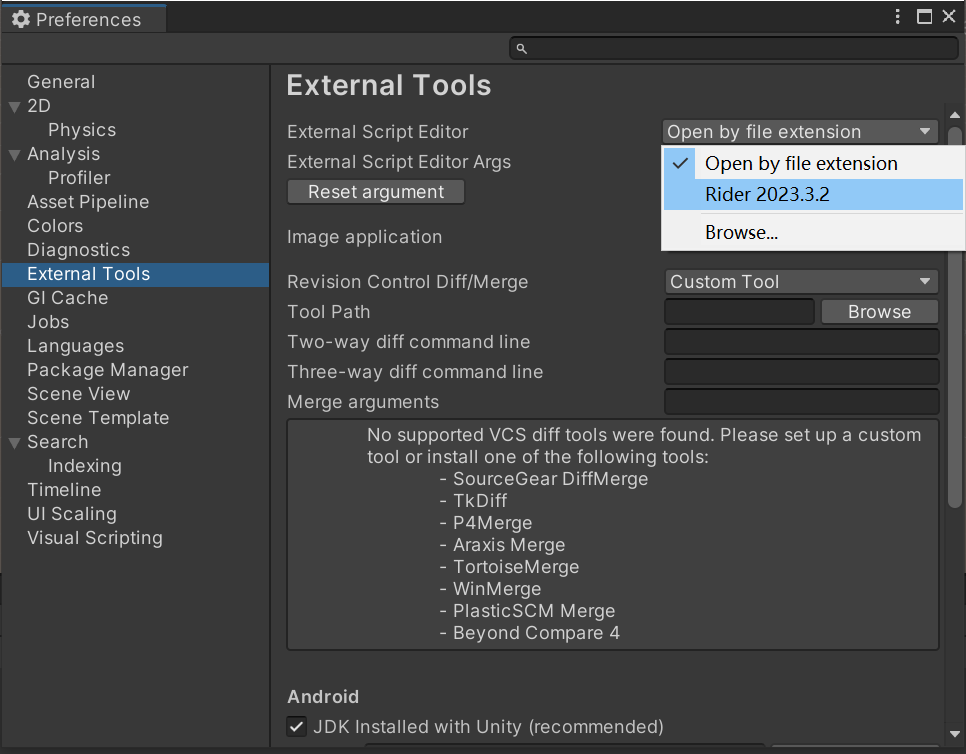 Preferences
General
2D
Physics
Analysis
Profiler
Asset Pipeline
Colors
Diagnostics
External Tools
GI Cache
Jobs
Languages
Package Manager
Scene View
Scene Template
Search
Indexing
Timeline
UI Scaling
Visual Scripting
External Tools
External Script Editor
Open by file extension
Open by file extension
Rider 2023.3.2
Browse...
External Script Editor Args
Reset argument
Image application
Revision Control Diff/Merge
Custom Tool
Tool Path
Browse
Two-way diff command line
Three-way diff command line
Merge arguments
No supported VCS diff tools were found. Please set up a custom
tool or install one of the following tools:
- SourceGear DiffMerge
- TkDiff
- P4Merge
- Araxis Merge
- TortoiseMerge
- WinMerge
- PlasticSCM Merge
- Beyond Compare 4
Android
JDK Installed with Unity (recommended)